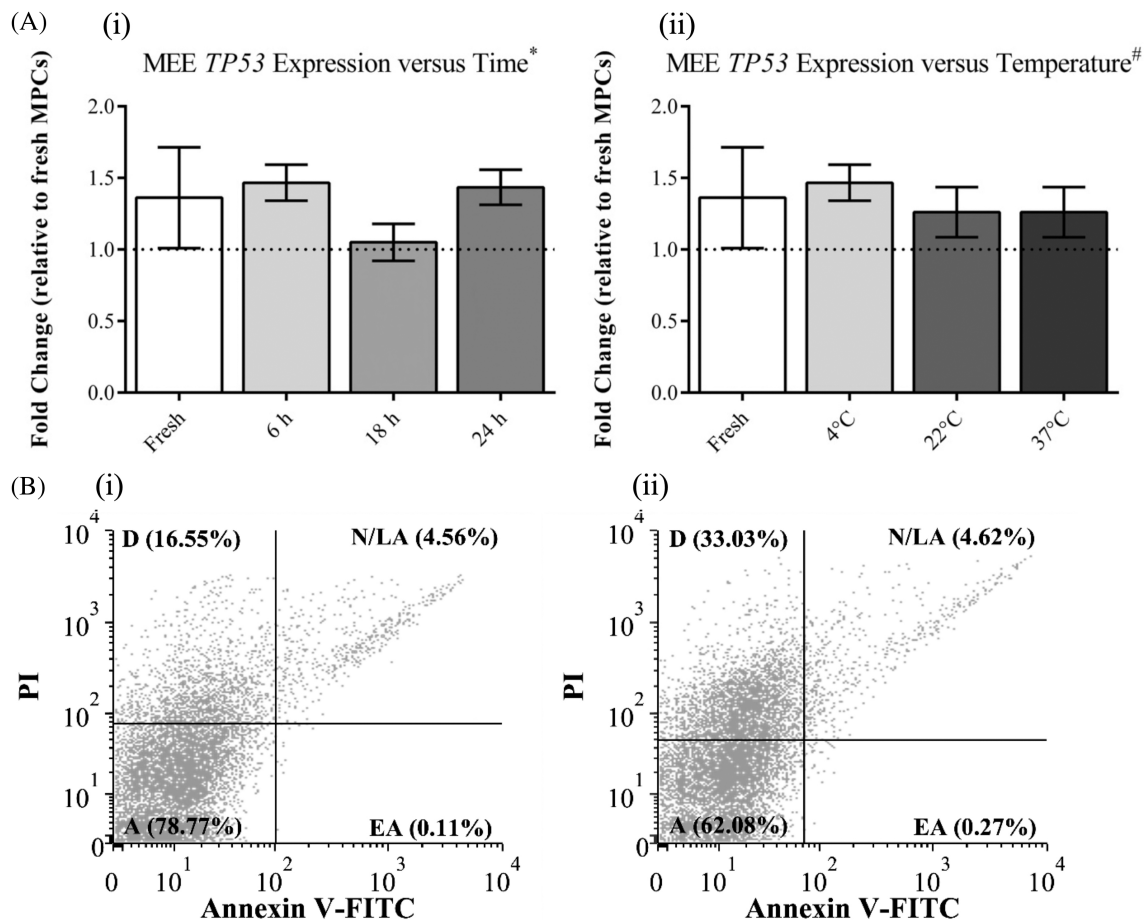 (A)
(i)
MEE TP53 Expression versus Time*
Fold Change (relative to fresh MPCs)
2.0
1.5
1.0
0.5
0.0
Fresh
6 h
18 h
24 h
(ii)
MEE TP53 Expression versus Temperature#
Fold Change (relative to fresh MPCs)
2.0
1.5
1.0
0.5
0.0
Fresh
4°C
22°C
37°C
(B)
(i)
PI
10^4
10^3
10^2
10^1
0
D (16.55%)
N/LA (4.56%)
A (78.77%)
EA (0.11%)
0
10^1
10^2
10^3
10^4
Annexin V-FITC
(ii)
PI
10^4
10^3
10^2
10^1
0
D (33.03%)
N/LA (4.62%)
A (62.08%)
EA (0.27%)
0
10^1
10^2
10^3
10^4
Annexin V-FITC